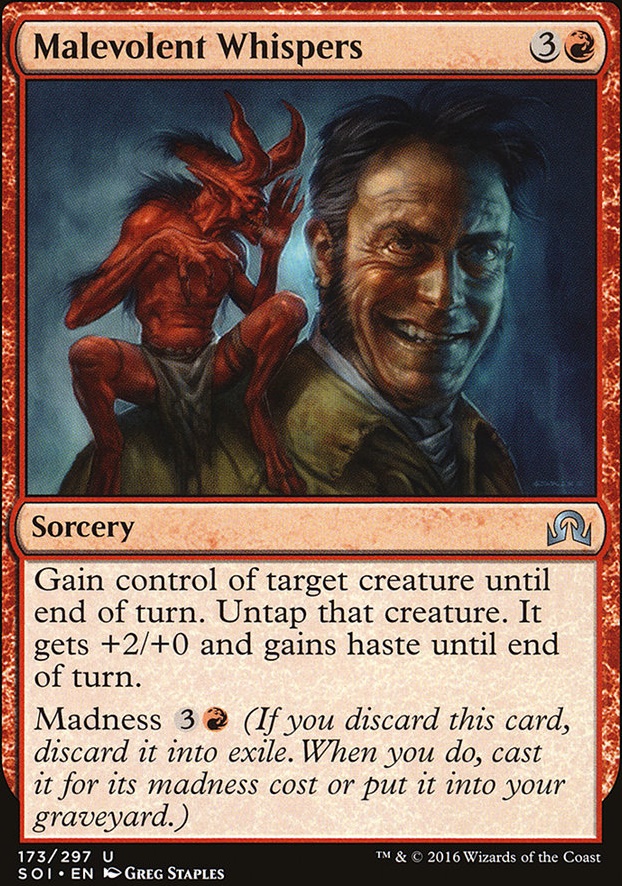 Malevolent Whispers 3
Sorcery
Gain control of target creature until
end of turn. Untap that creature. It
gets +2/+0 and gains haste until end
of turn.
Madness 3 (If you discard this card,
discard it into exile. When you do, cast
it for its madness cost or put it into your
graveyard.)
173/297 U
SOI • EN Greg Staples
™ & © 2016 Wizards of the Coast